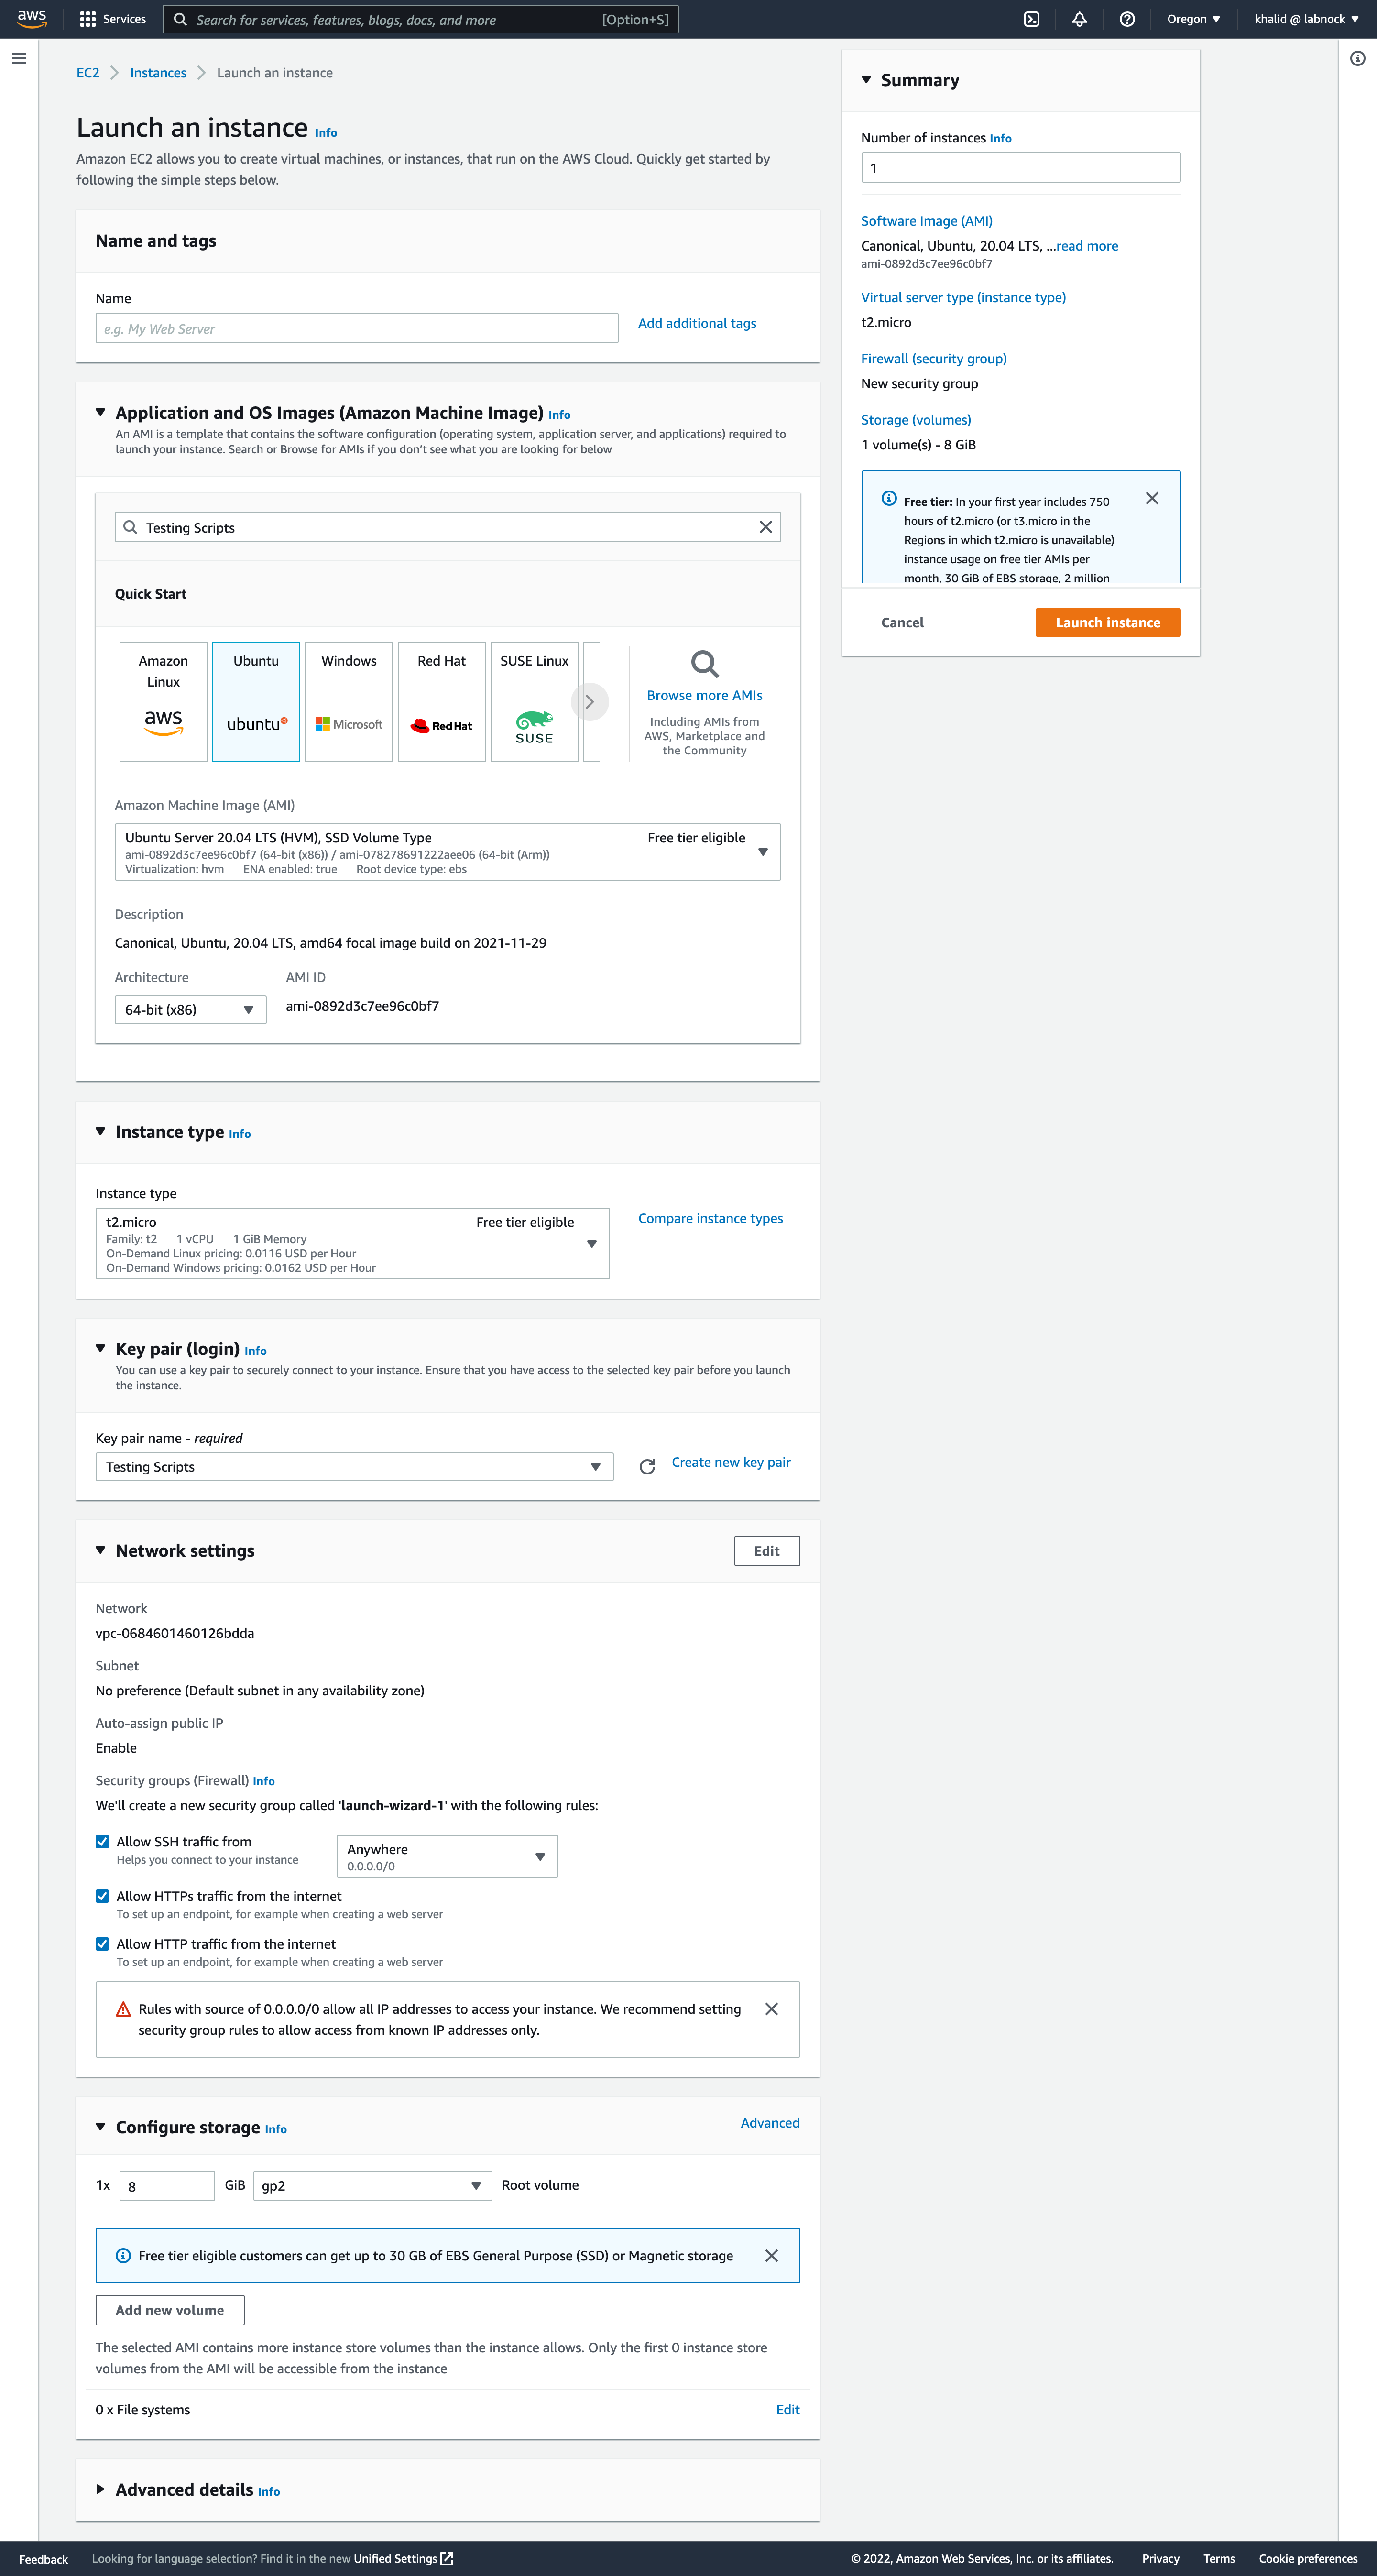 aws
Services
Search for services, features, blogs, docs, and more
[Option+S]
Oregon
khalid @ labnock
EC2
Instances
Launch an instance
Launch an instance Info
Amazon EC2 allows you to create virtual machines, or instances, that run on the AWS Cloud. Quickly get started by
following the simple steps below.
Name and tags
Name
e.g. My Web Server
Add additional tags
Application and OS Images (Amazon Machine Image) Info
An AMI is a template that contains the software configuration (operating system, application server, and applications) required to
launch your instance. Search or Browse for AMIs if you don't see what you are looking for below
Testing Scripts
Quick Start
Amazon
Linux
aws
Ubuntu
ubuntu
Windows
Microsoft
Red Hat
Red Hat
SUSE Linux
SUSE
Browse more AMIs
Including AMIs from
AWS, Marketplace and
the Community
Amazon Machine Image (AMI)
Ubuntu Server 20.04 LTS (HVM), SSD Volume Type
Free tier eligible
ami-0892d3c7ee96c0bf7 (64-bit (x86)) / ami-078278691222aee06 (64-bit (Arm))
Virtualization: hvm ENA enabled: true Root device type: ebs
Description
Canonical, Ubuntu, 20.04 LTS, amd64 focal image build on 2021-11-29
Architecture
AMI ID
64-bit (x86)
ami-0892d3c7ee96c0bf7
Instance type Info
Instance type
t2.micro
Free tier eligible
Family: t2 1 vCPU 1 GiB Memory
On-Demand Linux pricing: 0.0116 USD per Hour
On-Demand Windows pricing: 0.0162 USD per Hour
Compare instance types
Key pair (login) Info
You can use a key pair to securely connect to your instance. Ensure that you have access to the selected key pair before you launch
the instance.
Key pair name - required
Testing Scripts
Create new key pair
Network settings
Edit
Network
vpc-0684601460126bdda
Subnet
No preference (Default subnet in any availability zone)
Auto-assign public IP
Enable
Security groups (Firewall) Info
We'll create a new security group called 'launch-wizard-1' with the following rules:
Allow SSH traffic from
Helps you connect to your instance
Anywhere
0.0.0.0/0
Allow HTTPs traffic from the internet
To set up an endpoint, for example when creating a web server
Allow HTTP traffic from the internet
To set up an endpoint, for example when creating a web server
Rules with source of 0.0.0.0/0 allow all IP addresses to access your instance. We recommend setting
security group rules to allow access from known IP addresses only.
Configure storage Info
Advanced
1x
8
GiB
gp2
Root volume
Free tier eligible customers can get up to 30 GB of EBS General Purpose (SSD) or Magnetic storage
Add new volume
The selected AMI contains more instance store volumes than the instance allows. Only the first 0 instance store
volumes from the AMI will be accessible from the instance
0 x File systems
Edit
Advanced details Info
Summary
Number of instances Info
1
Software Image (AMI)
Canonical, Ubuntu, 20.04 LTS, ...read more
ami-0892d3c7ee96c0bf7
Virtual server type (instance type)
t2.micro
Firewall (security group)
New security group
Storage (volumes)
1 volume(s) - 8 GiB
Free tier: In your first year includes 750
hours of t2.micro (or t3.micro in the
Regions in which t2.micro is unavailable)
instance usage on free tier AMIs per
month, 30 GiB of EBS storage, 2 million
Cancel
Launch instance
Feedback
Looking for language selection? Find it in the new Unified Settings
© 2022, Amazon Web Services, Inc. or its affiliates.
Privacy
Terms
Cookie preferences